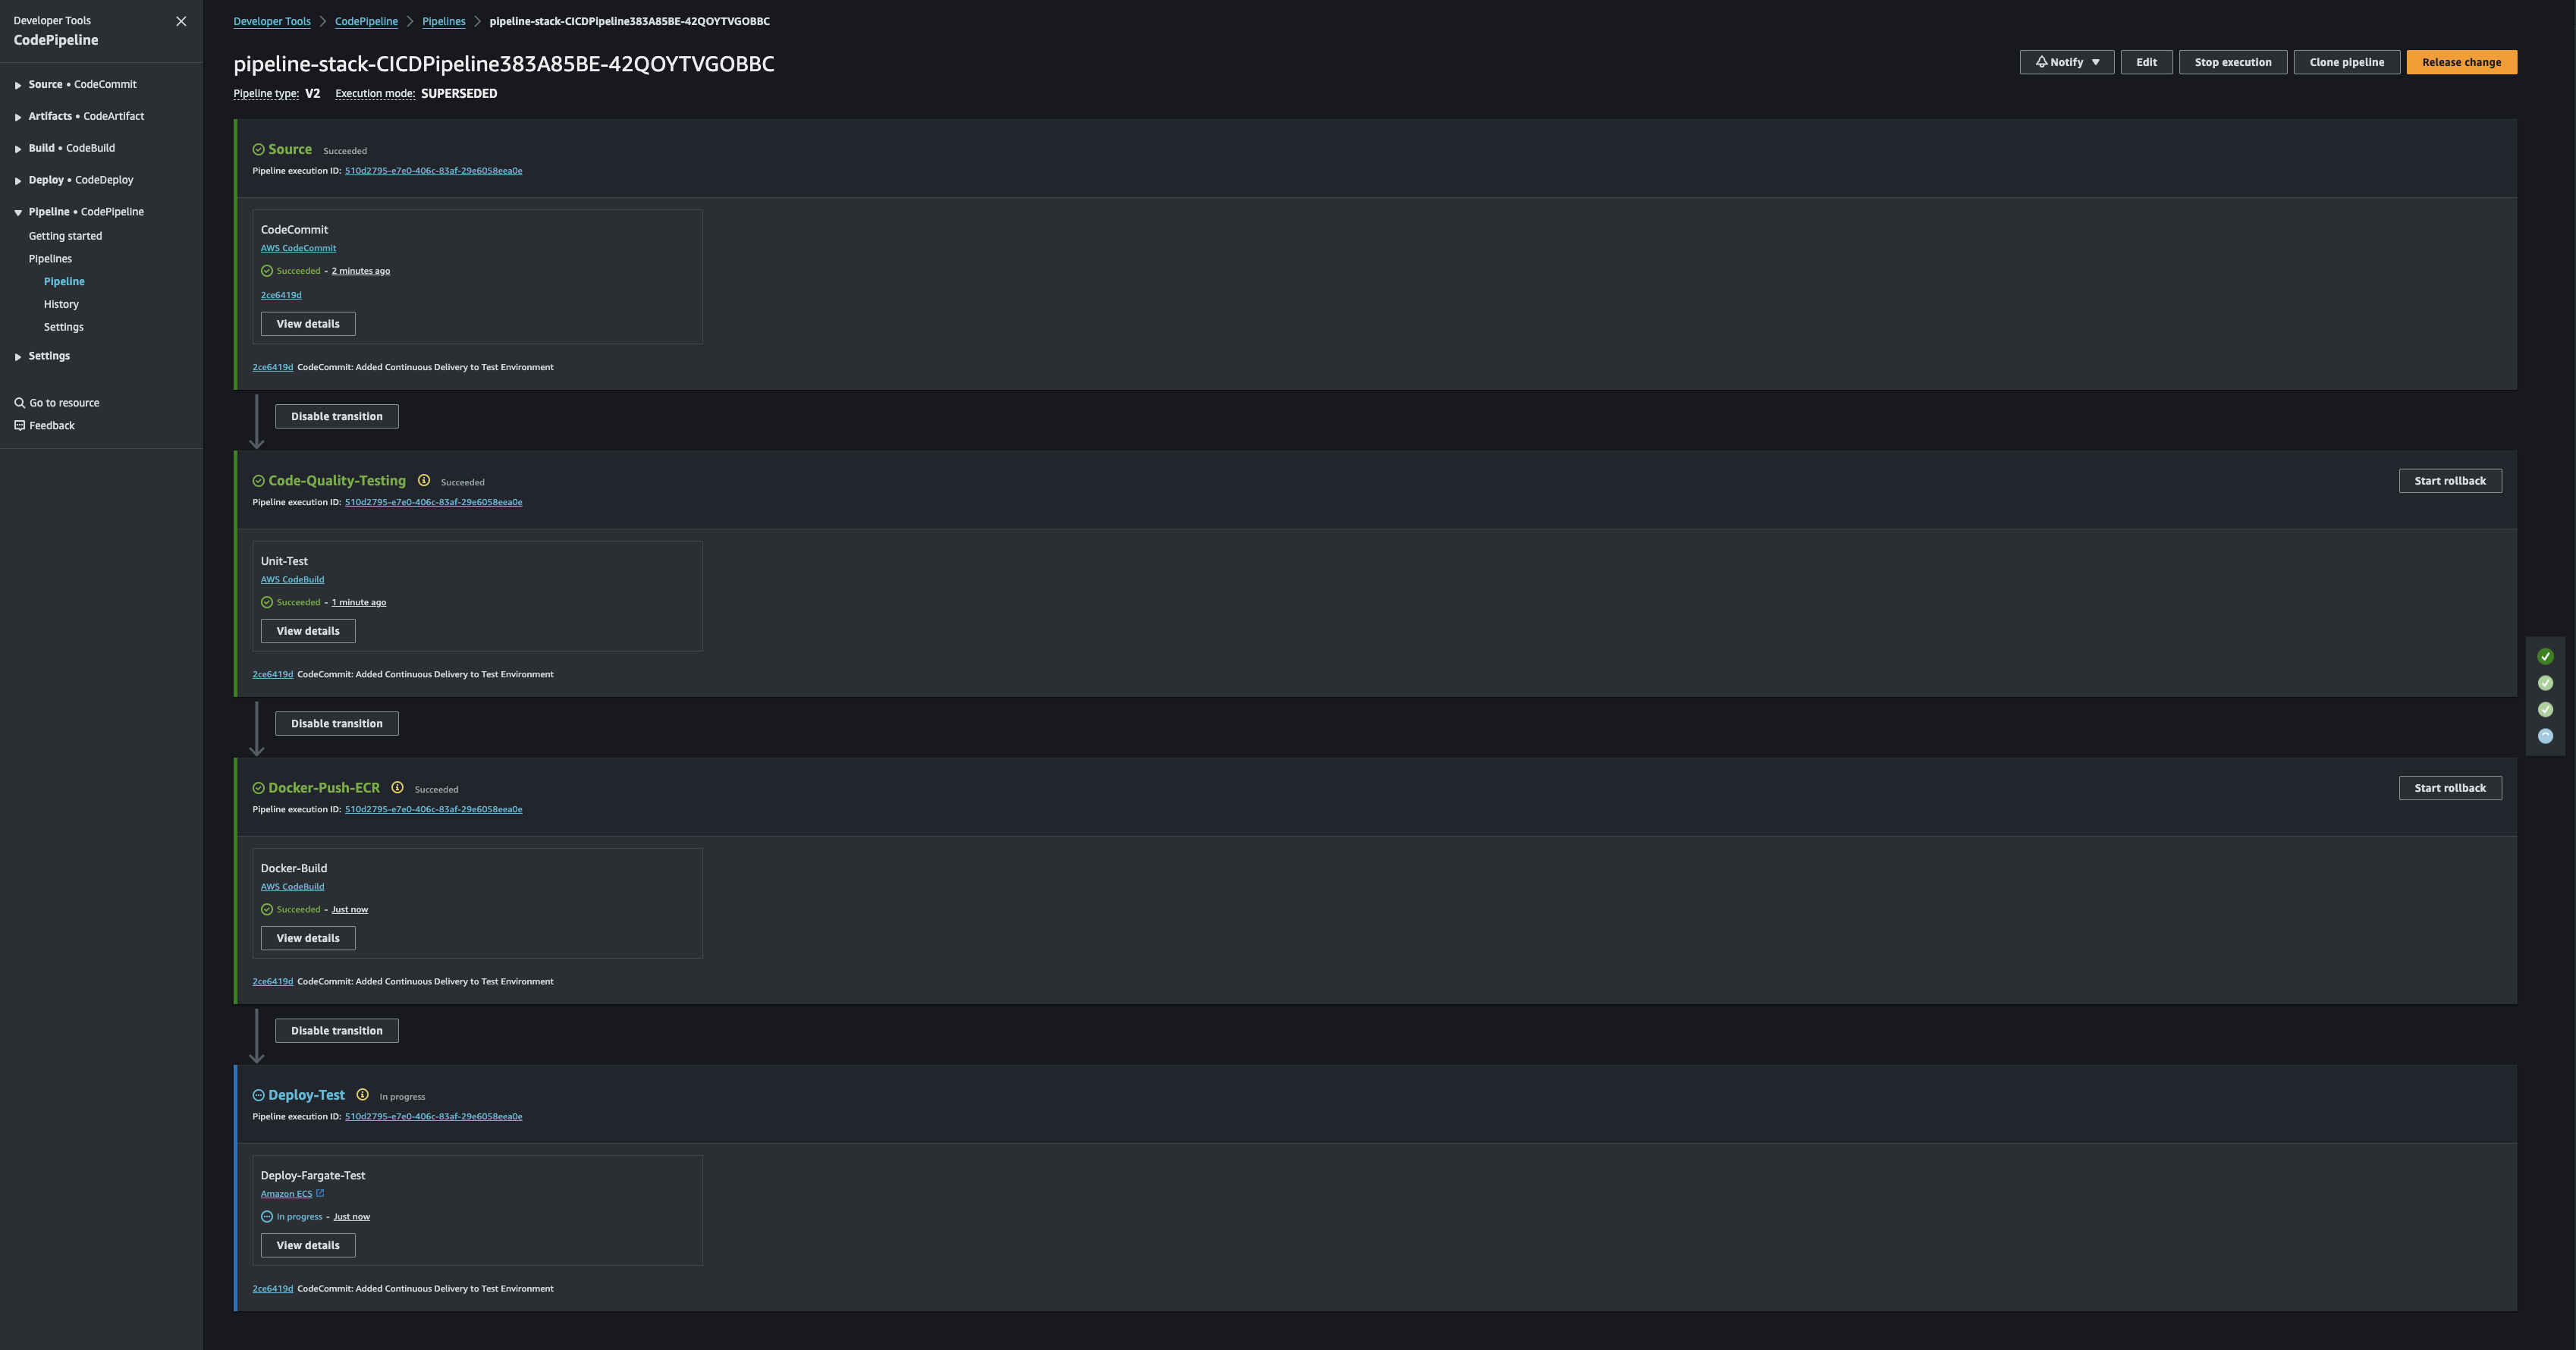 Developer Tools
CodePipeline
Source • CodeCommit
Artifacts • CodeArtifact
Build • CodeBuild
Deploy • CodeDeploy
Pipeline • CodePipeline
Getting started
Pipelines
Pipeline
History
Settings
Settings
Go to resource
Feedback
Developer Tools > CodePipeline > Pipelines > pipeline-stack-CICDPipeline383A85BE-42QOYTVGOBBC
pipeline-stack-CICDPipeline383A85BE-42QOYTVGOBBC
Notify Edit Stop execution Clone pipeline Release change
Pipeline type: V2 Execution mode: SUPERSEDED
Source Succeeded
Pipeline execution ID: 510d2795-e7e0-406c-83af-29e6058eea0e
CodeCommit
AWS CodeCommit
Succeeded - 2 minutes ago
2ce6419d
View details
2ce6419d CodeCommit: Added Continuous Delivery to Test Environment
Disable transition
Code-Quality-Testing Succeeded
Start rollback
Pipeline execution ID: 510d2795-e7e0-406c-83af-29e6058eea0e
Unit-Test
AWS CodeBuild
Succeeded - 1 minute ago
View details
2ce6419d CodeCommit: Added Continuous Delivery to Test Environment
Disable transition
Docker-Push-ECR Succeeded
Start rollback
Pipeline execution ID: 510d2795-e7e0-406c-83af-29e6058eea0e
Docker-Build
AWS CodeBuild
Succeeded - Just now
View details
2ce6419d CodeCommit: Added Continuous Delivery to Test Environment
Disable transition
Deploy-Test In progress
Pipeline execution ID: 510d2795-e7e0-406c-83af-29e6058eea0e
Deploy-Fargate-Test
Amazon ECS
In progress - Just now
View details
2ce6419d CodeCommit: Added Continuous Delivery to Test Environment